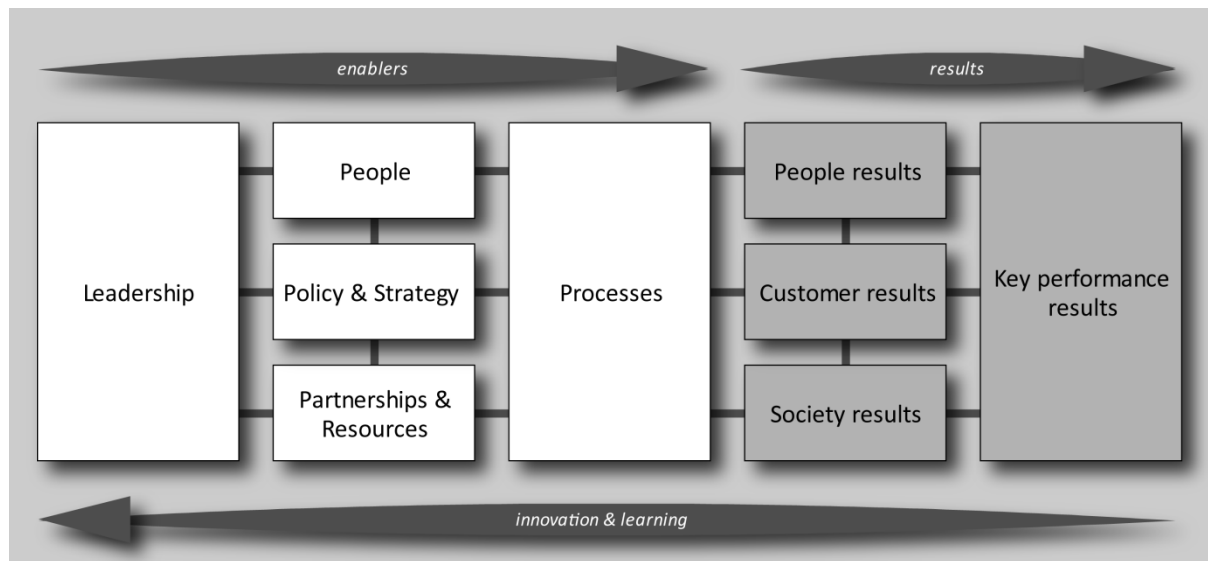 enablers
results
People
People results
Leadership
Policy & Strategy
Processes
Customer results
Key performance
results
Partnerships &
Resources
Society results
innovation & learning